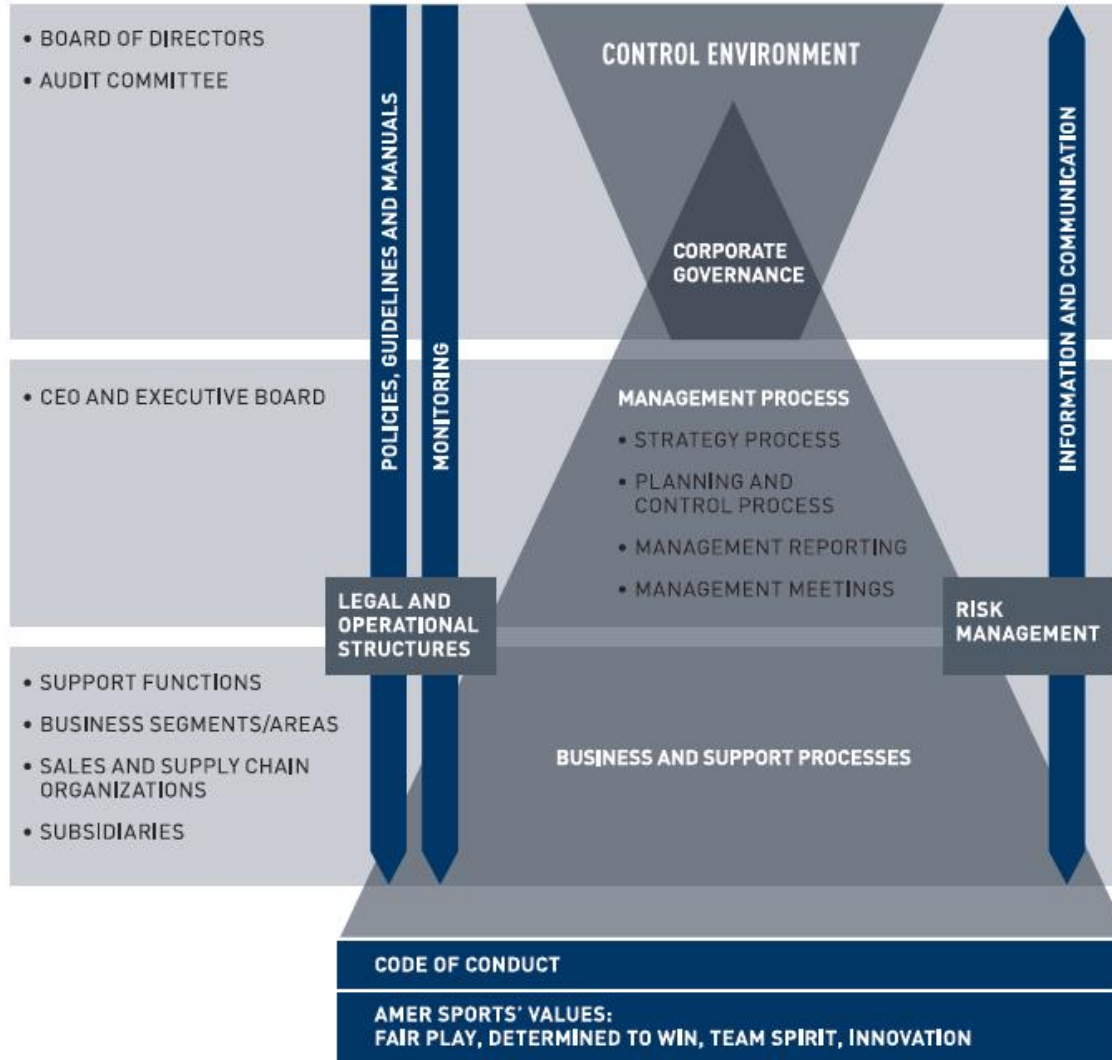 • BOARD OF DIRECTORS
• AUDIT COMMITTEE
POLICIES, GUIDELINES AND MANUALS
MONITORING
CONTROL ENVIRONMENT
CORPORATE
GOVERNANCE
INFORMATION AND COMMUNICATION
• CEO AND EXECUTIVE BOARD
MANAGEMENT PROCESS
• STRATEGY PROCESS
• PLANNING AND
CONTROL PROCESS
• MANAGEMENT REPORTING
• MANAGEMENT MEETINGS
LEGAL AND
OPERATIONAL
STRUCTURES
RISK
MANAGEMENT
• SUPPORT FUNCTIONS
• BUSINESS SEGMENTS/AREAS
• SALES AND SUPPLY CHAIN
ORGANIZATIONS
• SUBSIDIARIES
BUSINESS AND SUPPORT PROCESSES
CODE OF CONDUCT
AMER SPORTS' VALUES:
FAIR PLAY, DETERMINED TO WIN, TEAM SPIRIT, INNOVATION